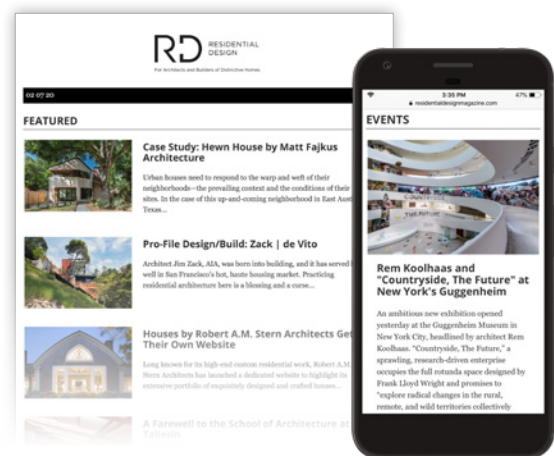 RD RESIDENTIAL
DESIGN
For Architects and Builders of Distinctive Homes
02 07 20
FEATURED
Case Study: Hewn House by Matt Fajkus
Architecture
Urban houses need to respond to the warp and weft of their
neighborhoods—the prevailing context and the conditions of their
sites. In the case of this up-and-coming neighborhood in East Aust
Texas...
Pro-File Design/Build: Zack | de Vito
Architect Jim Zack, AIA, was born into building, and it has served
well in San Francisco's hot, haute housing market. Practicing
residential architecture here is a blessing and a curse...
Houses by Robert A.M. Stern Architects Get
Their Own Website
Long known for its high-end custom residential work, Robert A.M.
Stern Architects has launched a dedicated website to highlight its
extensive portfolio of exquisitely designed and crafted houses...
A Farewell to the School of Architecture at
Taliesin
3:35 PM
47%
residentialdesignmagazine.com
EVENTS
COUNTRYSIDE
THE FUTURE
Rem Koolhaas and
"Countryside, The Future" at
New York's Guggenheim
An ambitious new exhibition opened
yesterday at the Guggenheim Museum in
New York City, headlined by architect Rem
Koolhaas. "Countryside, The Future," a
sprawling, research-driven enterprise
occupies the full rotunda space designed by
Frank Lloyd Wright and promises to
"explore radical changes in the rural,
remote, and wild territories collectively